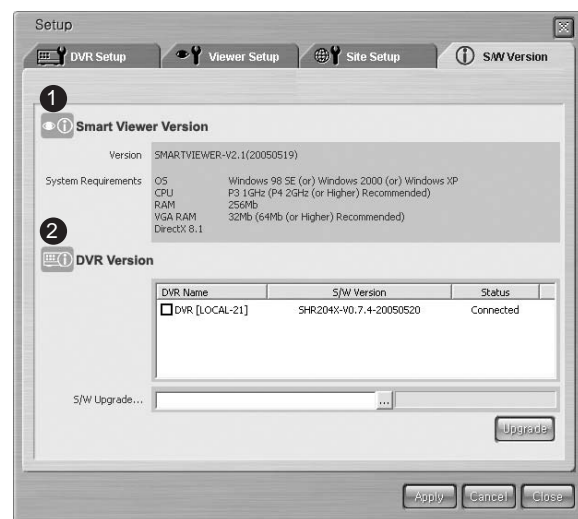 Setup
DVR Setup Viewer Setup Site Setup S/W Version
1
Smart Viewer Version
Version SMARTVIEWER-V2.1(20050519)
System Requirements OS Windows 98 SE (or) Windows 2000 (or) Windows XP
CPU P3 1GHz (P4 2GHz (or Higher) Recommended)
RAM 256Mb
VGA RAM 32Mb (64Mb (or Higher) Recommended)
DirectX 8.1
2
DVR Version
DVR Name S/W Version Status
DVR [LOCAL-21] SHR204X-V0.7.4-20050520 Connected
S/W Upgrade... ...
Upgrade
Apply Cancel Close